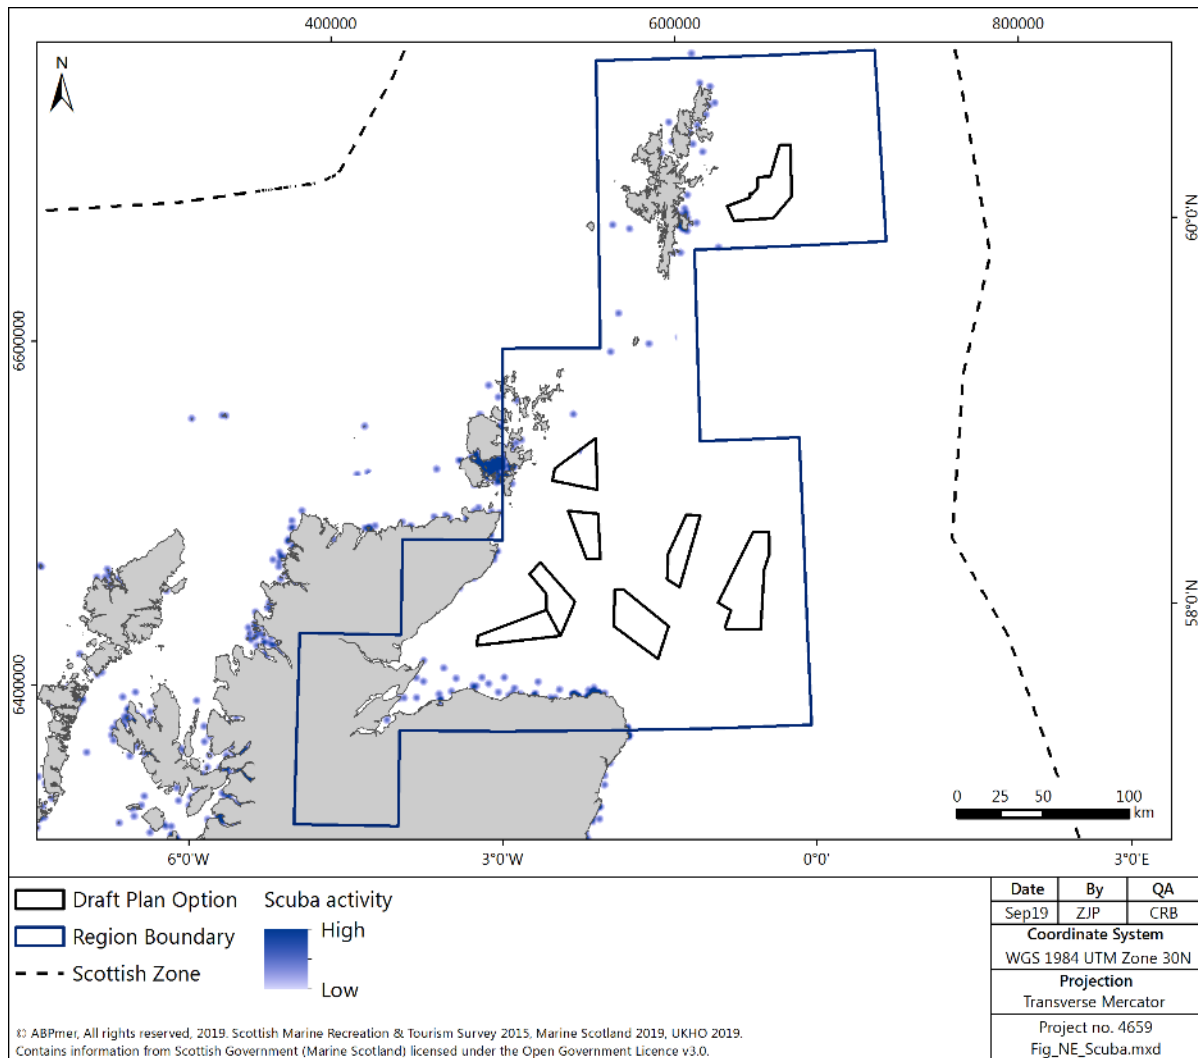 400000 600000 800000
N
60°0'N
6600000
58°0'N
6400000
0 25 50 100
km
6°0'W 3°0'W 0°0' 3°0'E
Draft Plan Option
Region Boundary
Scottish Zone
Scuba activity
High
Low
Date By QA
Sep19 ZJP CRB
Coordinate System
WGS 1984 UTM Zone 30N
Projection
Transverse Mercator
Project no. 4659
Fig_NE_Scuba.mxd
© ABPmer, All rights reserved, 2019. Scottish Marine Recreation & Tourism Survey 2015, Marine Scotland 2019, UKHO 2019.
Contains information from Scottish Government (Marine Scotland) licensed under the Open Government Licence v3.0.